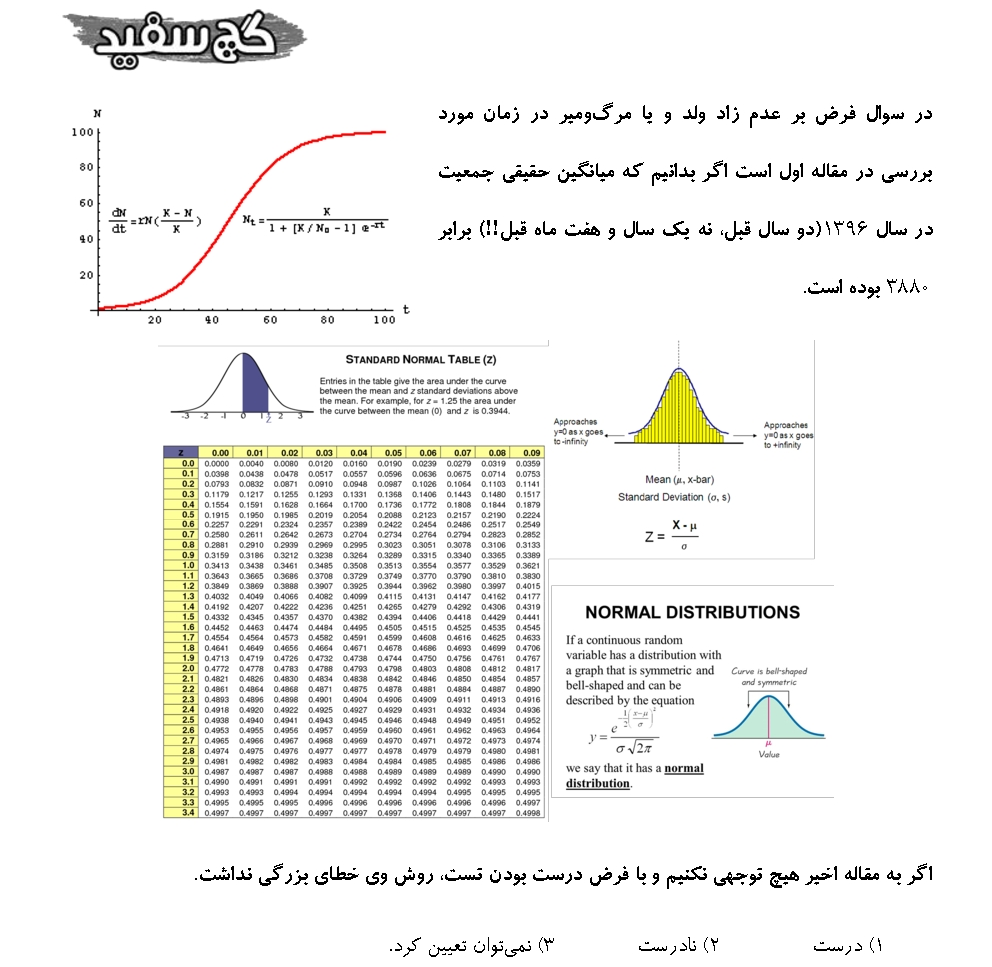 گچ سفید
در سوال فرض بر عدم زاد ولد و یا مرگ‌ومیر در زمان مورد
بررسی در مقاله اول است اگر بدانیم که میانگین حقیقی جمعیت
در سال ۱۳۹۶(دو سال قبل، نه یک سال و هفت ماه قبل!!) برابر
۳۸۸۰ بوده است.
N
100
80
60
40
20
20 40 60 80 100 t
dN/dt=rN(K - N/K)
Nt= K / 1 + [K/N0 - 1] e^-rt
STANDARD NORMAL TABLE (Z)
Entries in the table give the area under the curve
between the mean and z standard deviations above
the mean. For example, for z = 1.25 the area under
the curve between the mean (0) and z is 0.3944.
-3 -2 -1 0 1 z 2 3
Z 0.00 0.01 0.02 0.03 0.04 0.05 0.06 0.07 0.08 0.09
0.0 0.0000 0.0040 0.0080 0.0120 0.0160 0.0190 0.0239 0.0279 0.0319 0.0359
0.1 0.0398 0.0438 0.0478 0.0517 0.0557 0.0596 0.0636 0.0675 0.0714 0.0753
0.2 0.0793 0.0832 0.0871 0.0910 0.0948 0.0987 0.1026 0.1064 0.1103 0.1141
0.3 0.1179 0.1217 0.1255 0.1293 0.1331 0.1368 0.1406 0.1443 0.1480 0.1517
0.4 0.1554 0.1591 0.1628 0.1664 0.1700 0.1736 0.1772 0.1808 0.1844 0.1879
0.5 0.1915 0.1950 0.1985 0.2019 0.2054 0.2088 0.2123 0.2157 0.2190 0.2224
0.6 0.2257 0.2291 0.2324 0.2357 0.2389 0.2422 0.2454 0.2486 0.2517 0.2549
0.7 0.2580 0.2611 0.2642 0.2673 0.2704 0.2734 0.2764 0.2794 0.2823 0.2852
0.8 0.2881 0.2910 0.2939 0.2969 0.2995 0.3023 0.3051 0.3078 0.3106 0.3133
0.9 0.3159 0.3186 0.3212 0.3238 0.3264 0.3289 0.3315 0.3340 0.3365 0.3389
1.0 0.3413 0.3438 0.3461 0.3485 0.3508 0.3513 0.3554 0.3577 0.3529 0.3621
1.1 0.3643 0.3665 0.3686 0.3708 0.3729 0.3749 0.3770 0.3790 0.3810 0.3830
1.2 0.3849 0.3869 0.3888 0.3907 0.3925 0.3944 0.3962 0.3980 0.3997 0.4015
1.3 0.4032 0.4049 0.4066 0.4082 0.4099 0.4115 0.4131 0.4147 0.4162 0.4177
1.4 0.4192 0.4207 0.4222 0.4236 0.4251 0.4265 0.4279 0.4292 0.4306 0.4319
1.5 0.4332 0.4345 0.4357 0.4370 0.4382 0.4394 0.4406 0.4418 0.4429 0.4441
1.6 0.4452 0.4463 0.4474 0.4484 0.4495 0.4505 0.4515 0.4525 0.4535 0.4545
1.7 0.4554 0.4564 0.4573 0.4582 0.4591 0.4599 0.4608 0.4616 0.4625 0.4633
1.8 0.4641 0.4649 0.4656 0.4664 0.4671 0.4678 0.4686 0.4693 0.4699 0.4706
1.9 0.4713 0.4719 0.4726 0.4732 0.4738 0.4744 0.4750 0.4756 0.4761 0.4767
2.0 0.4772 0.4778 0.4783 0.4788 0.4793 0.4798 0.4803 0.4808 0.4812 0.4817
2.1 0.4821 0.4826 0.4830 0.4834 0.4838 0.4842 0.4846 0.4850 0.4854 0.4857
2.2 0.4861 0.4864 0.4868 0.4871 0.4875 0.4878 0.4881 0.4884 0.4887 0.4890
2.3 0.4893 0.4896 0.4898 0.4901 0.4904 0.4906 0.4909 0.4911 0.4913 0.4916
2.4 0.4918 0.4920 0.4922 0.4925 0.4927 0.4929 0.4931 0.4932 0.4934 0.4936
2.5 0.4938 0.4940 0.4941 0.4943 0.4945 0.4946 0.4948 0.4949 0.4951 0.4952
2.6 0.4953 0.4955 0.4956 0.4957 0.4959 0.4960 0.4961 0.4962 0.4963 0.4964
2.7 0.4965 0.4966 0.4967 0.4968 0.4969 0.4970 0.4971 0.4972 0.4973 0.4974
2.8 0.4974 0.4975 0.4976 0.4977 0.4977 0.4978 0.4979 0.4979 0.4980 0.4981
2.9 0.4981 0.4982 0.4982 0.4983 0.4984 0.4984 0.4985 0.4985 0.4986 0.4986
3.0 0.4987 0.4987 0.4987 0.4988 0.4988 0.4989 0.4989 0.4989 0.4990 0.4990
3.1 0.4990 0.4991 0.4991 0.4991 0.4992 0.4992 0.4992 0.4992 0.4993 0.4993
3.2 0.4993 0.4993 0.4994 0.4994 0.4994 0.4994 0.4994 0.4995 0.4995 0.4995
3.3 0.4995 0.4995 0.4995 0.4996 0.4996 0.4996 0.4996 0.4996 0.4996 0.4997
3.4 0.4997 0.4997 0.4997 0.4997 0.4997 0.4997 0.4997 0.4997 0.4997 0.4998
Approaches
y=0 as x goes
to -infinity
Approaches
y=0 as x goes
to +infinity
Mean (μ, x-bar)
Standard Deviation (σ, s)
Z = X - μ / σ
NORMAL DISTRIBUTIONS
If a continuous random
variable has a distribution with
a graph that is symmetric and
bell-shaped and can be
described by the equation
y = e^-1/2(x-μ/σ)^2 / σ√2π
we say that it has a normal
distribution.
Curve is bell-shaped
and symmetric
μ
Value
اگر به مقاله اخیر هیچ توجهی نکنیم و با فرض درست بودن تست، روش وی خطای بزرگی نداشت.
۱) درست ۲) نادرست ۳) نمی‌توان تعیین کرد.